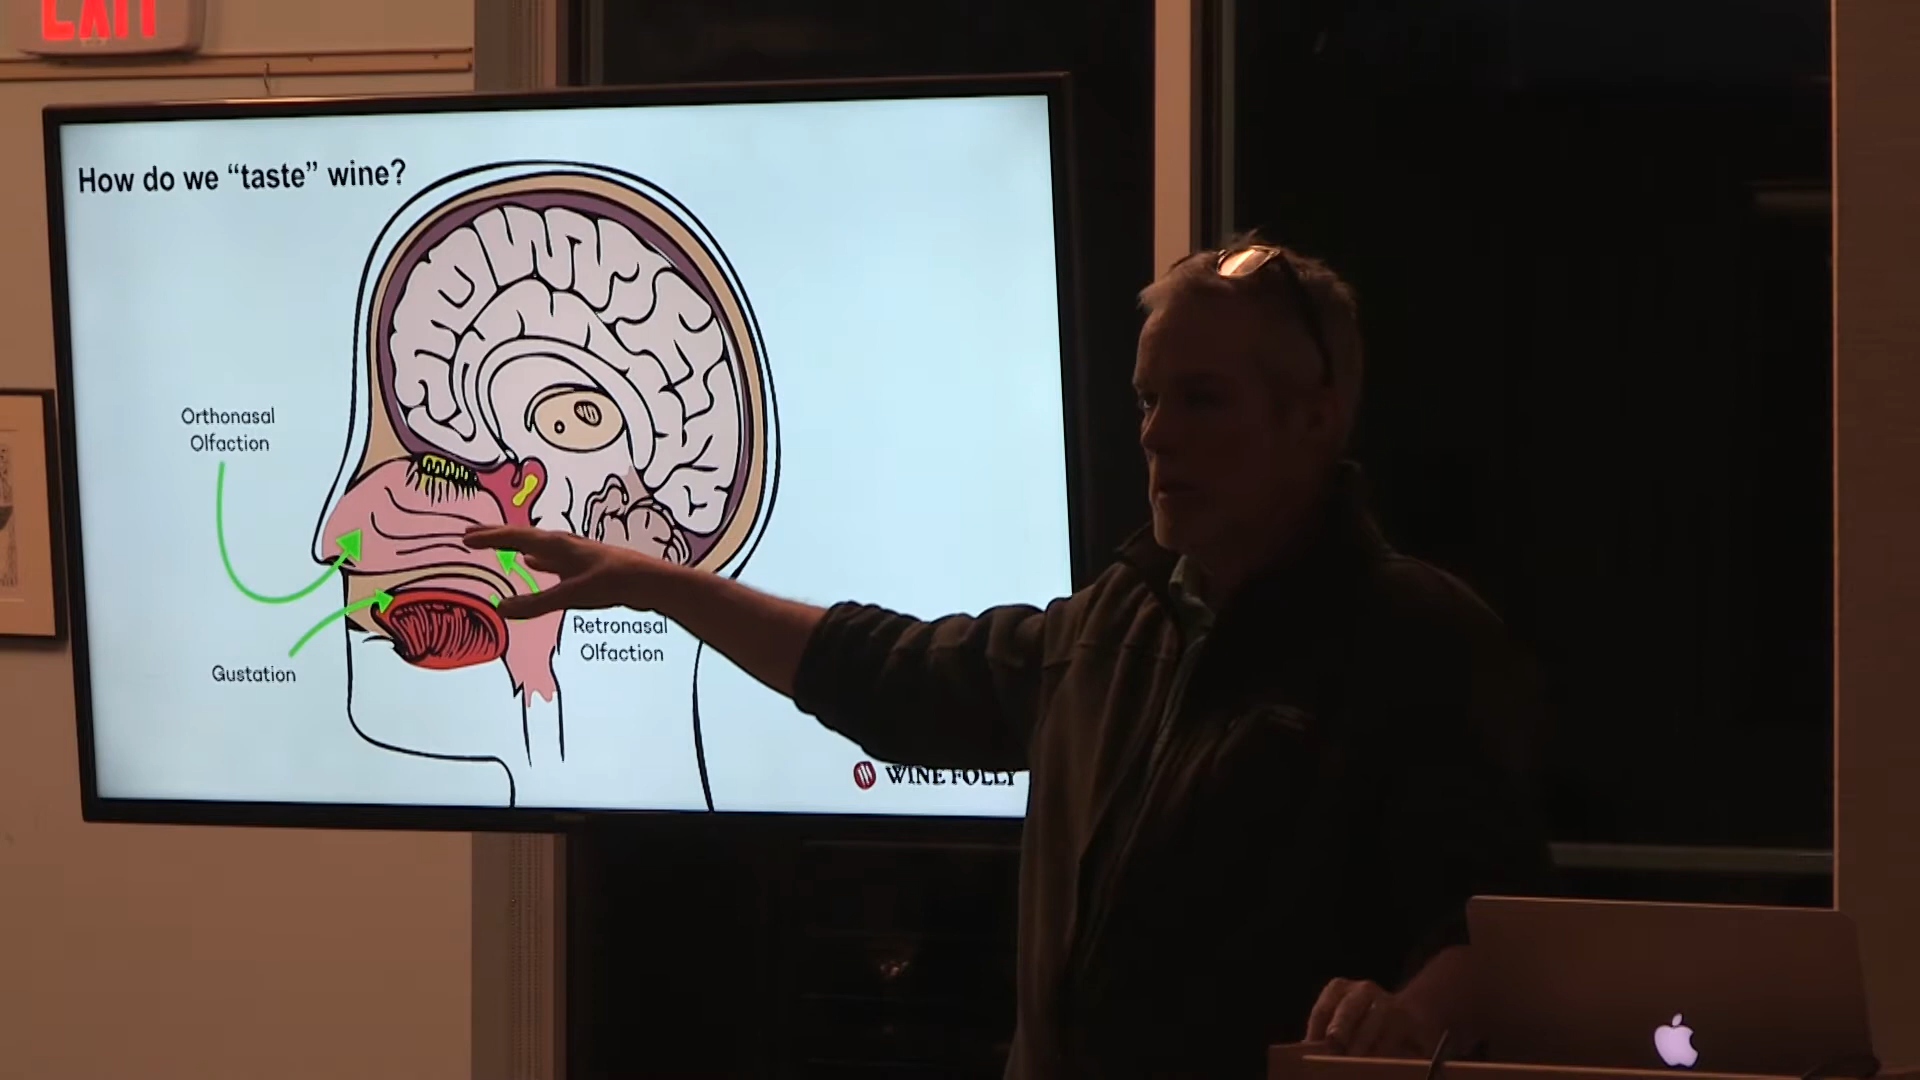 EXIT
How do we “taste” wine?
Orthonasal
Olfaction
Gustation
Retronasal
Olfaction
WINE FOLLY